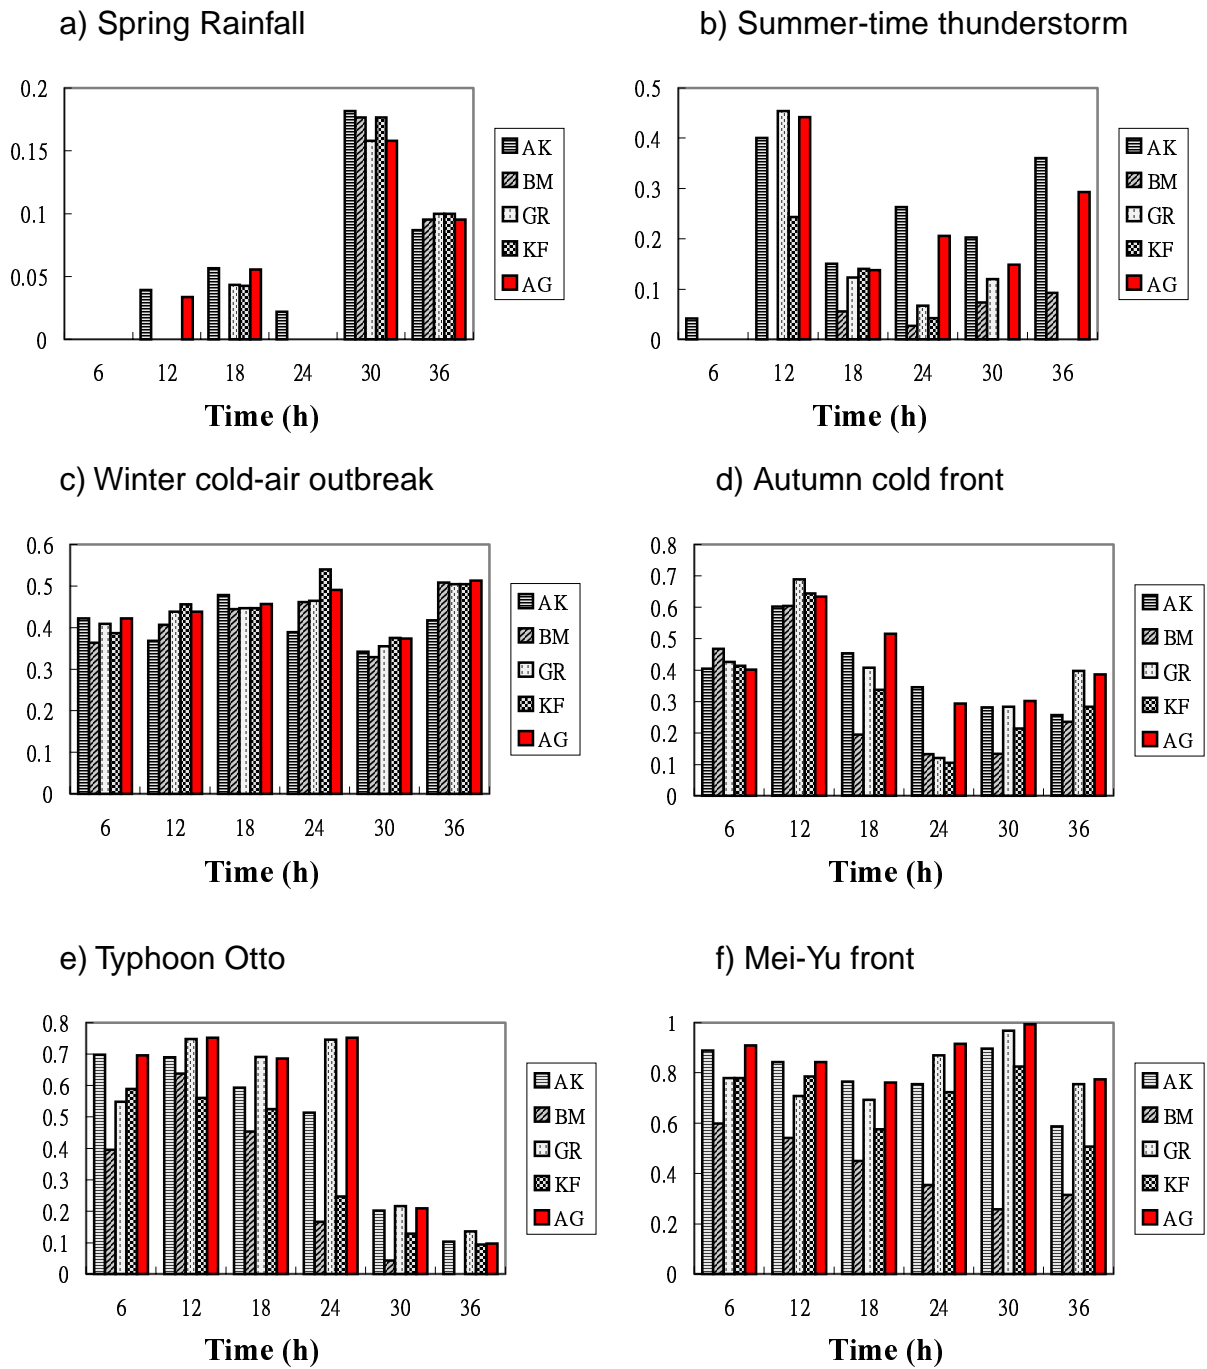 a) Spring Rainfall
0.2
0.15
0.1
0.05
0
6 12 18 24 30 36
Time (h)
AK
BM
GR
KF
AG
b) Summer-time thunderstorm
0.5
0.4
0.3
0.2
0.1
0
6 12 18 24 30 36
Time (h)
AK
BM
GR
KF
AG
c) Winter cold-air outbreak
0.6
0.5
0.4
0.3
0.2
0.1
0
6 12 18 24 30 36
Time (h)
AK
BM
GR
KF
AG
d) Autumn cold front
0.8
0.7
0.6
0.5
0.4
0.3
0.2
0.1
0
6 12 18 24 30 36
Time (h)
AK
BM
GR
KF
AG
e) Typhoon Otto
0.8
0.7
0.6
0.5
0.4
0.3
0.2
0.1
0
6 12 18 24 30 36
Time (h)
AK
BM
GR
KF
AG
f) Mei-Yu front
1
0.8
0.6
0.4
0.2
0
6 12 18 24 30 36
Time (h)
AK
BM
GR
KF
AG